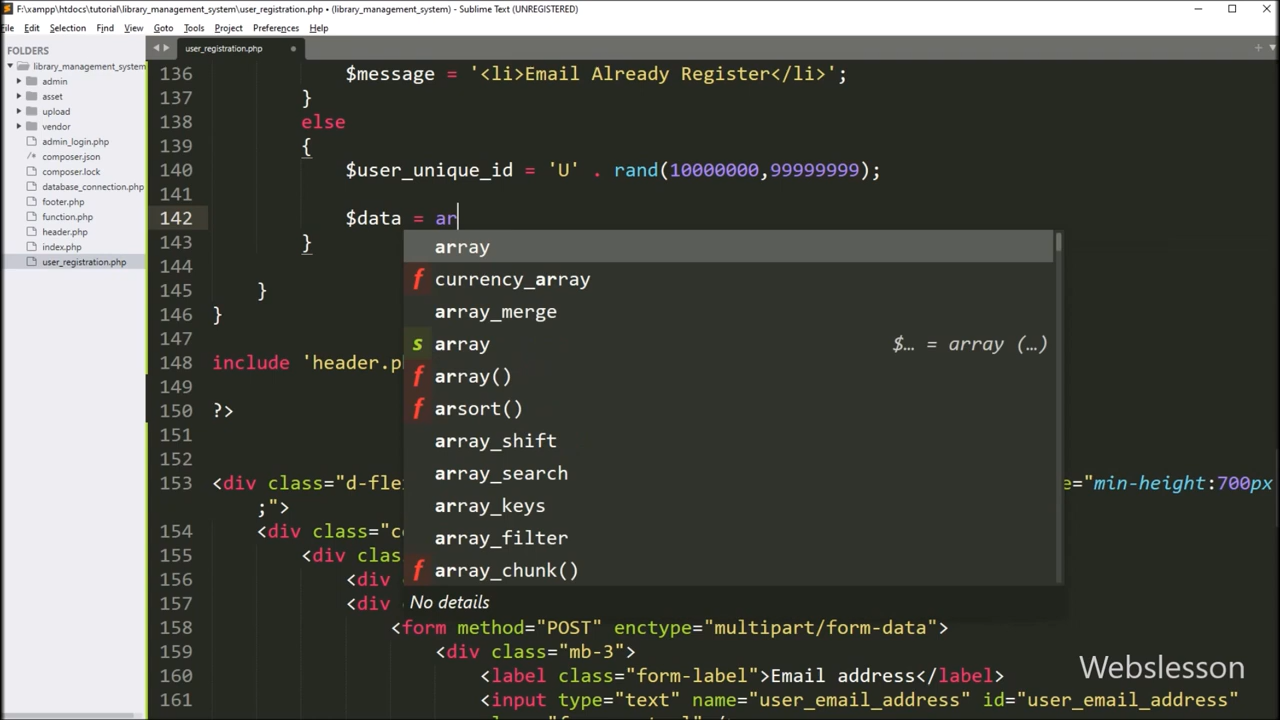 F:\xampp\htdocs\tutorial\library_management_system\user_registration.php • (library_management_system) - Sublime Text (UNREGISTERED)
File Edit Selection Find View Goto Tools Project Preferences Help
FOLDERS
library_management_system
admin
asset
upload
vendor
admin_login.php
composer.json
composer.lock
database_connection.php
footer.php
function.php
header.php
index.php
user_registration.php
user_registration.php
136 $message = '<li>Email Already Register</li>';
137 }
138 else
139 {
140 $user_unique_id = 'U' . rand(10000000,99999999);
141
142 $data = ar
143 }
144
145 }
146 }
147
148 include 'header.p
149
150 ?>
151
152
153 <div class="d-fle e="min-height:700px
;">
154 <div class="c
155 <div clas
156 <div
157 <div
158 <form method="POST" enctype="multipart/form-data">
159 <div class="mb-3">
160 <label class="form-label">Email address</label>
161 <input type="text" name="user_email_address" id="user_email_address"
array
f currency_array
array_merge
s array $… = array (…)
f array()
f arsort()
array_shift
array_search
array_keys
array_filter
f array_chunk()
No details
Webslesson